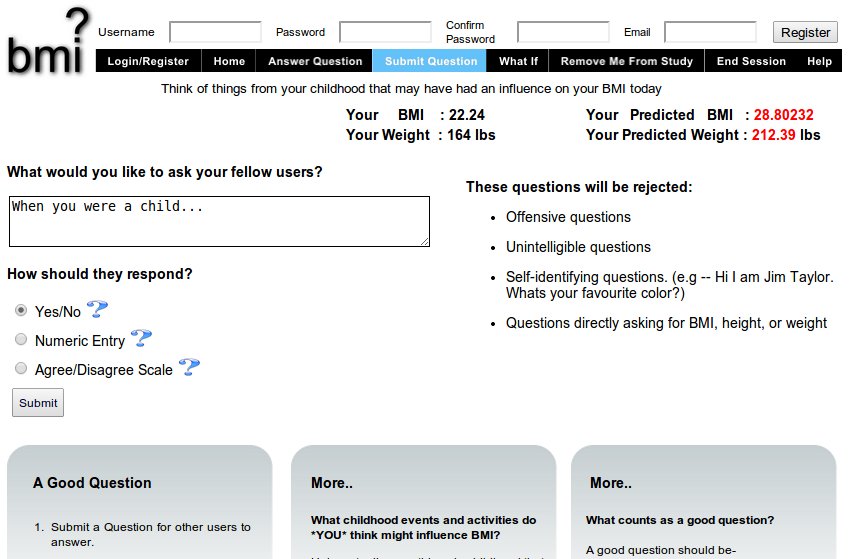 bmi?
Username Password Confirm Password Email Register
Login/Register Home Answer Question Submit Question What If Remove Me From Study End Session Help
Think of things from your childhood that may have had an influence on your BMI today
Your BMI : 22.24 Your Predicted BMI : 28.80232
Your Weight : 164 lbs Your Predicted Weight : 212.39 lbs
What would you like to ask your fellow users?
When you were a child...
How should they respond?
Yes/No ?
Numeric Entry ?
Agree/Disagree Scale ?
Submit
These questions will be rejected:
• Offensive questions
• Unintelligible questions
• Self-identifying questions. (e.g -- Hi I am Jim Taylor.
Whats your favourite color?)
• Questions directly asking for BMI, height, or weight
A Good Question
1. Submit a Question for other users to
answer.
More..
What childhood events and activities do
*YOU* think might influence BMI?
More..
What counts as a good question?
A good question should be-